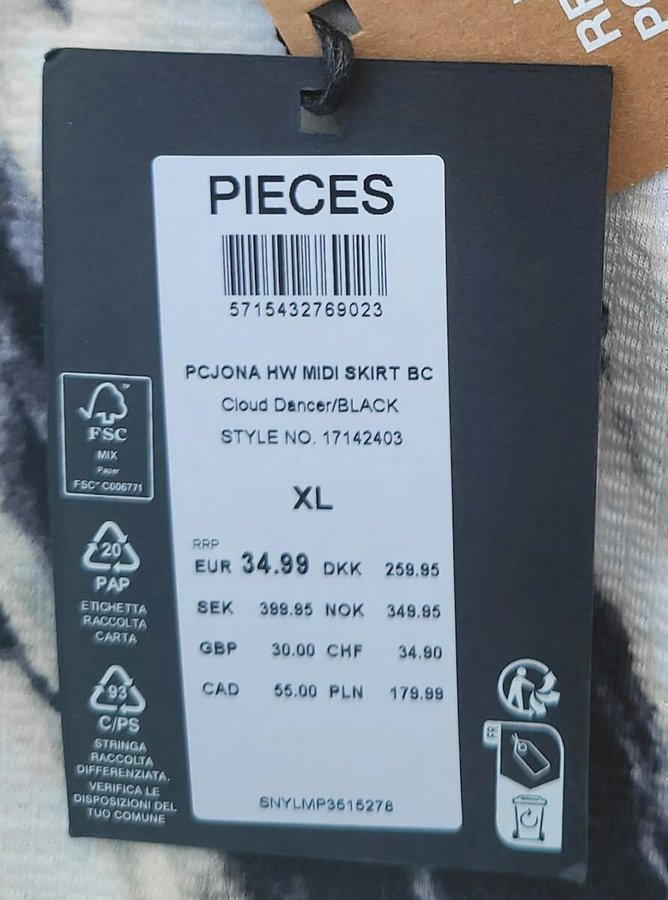 RE
PO
PIECES
5715432769023
PCJONA HW MIDI SKIRT BC
Cloud Dancer/BLACK
STYLE NO. 17142403
XL
RRP
EUR 34.99 DKK 259.95
SEK 399.95 NOK 349.95
GBP 30.00 CHF 34.90
CAD 55.00 PLN 179.99
SNYLMP3515278
FSC
MIX
Paper
FSC™ C006771
20
PAP
ETICHETTA
RACCOLTA
CARTA
93
C/PS
STRINGA
RACCOLTA
DIFFERENZIATA.
VERIFICA LE
DISPOSIZIONI DEL
TUO COMUNE
FR